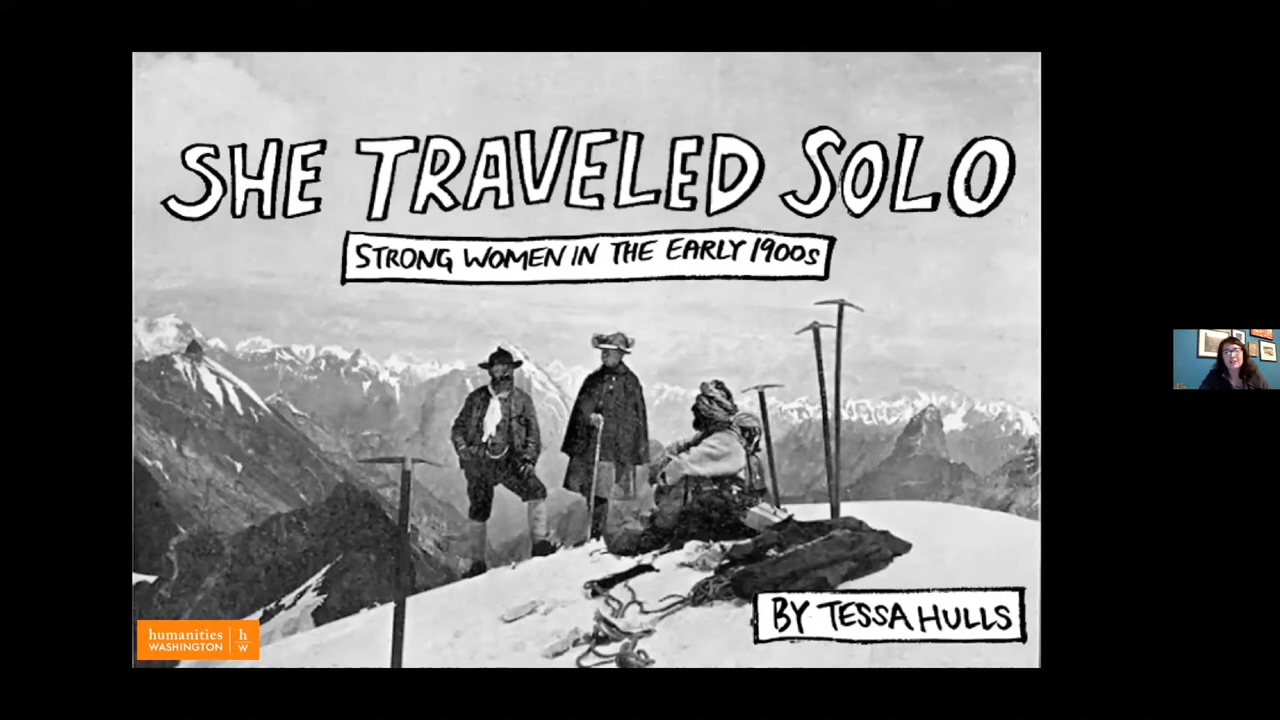 SHE TRAVELED SOLO
STRONG WOMEN IN THE EARLY 1900s
BY TESSA HULLS
humanities
WASHINGTON
h
w